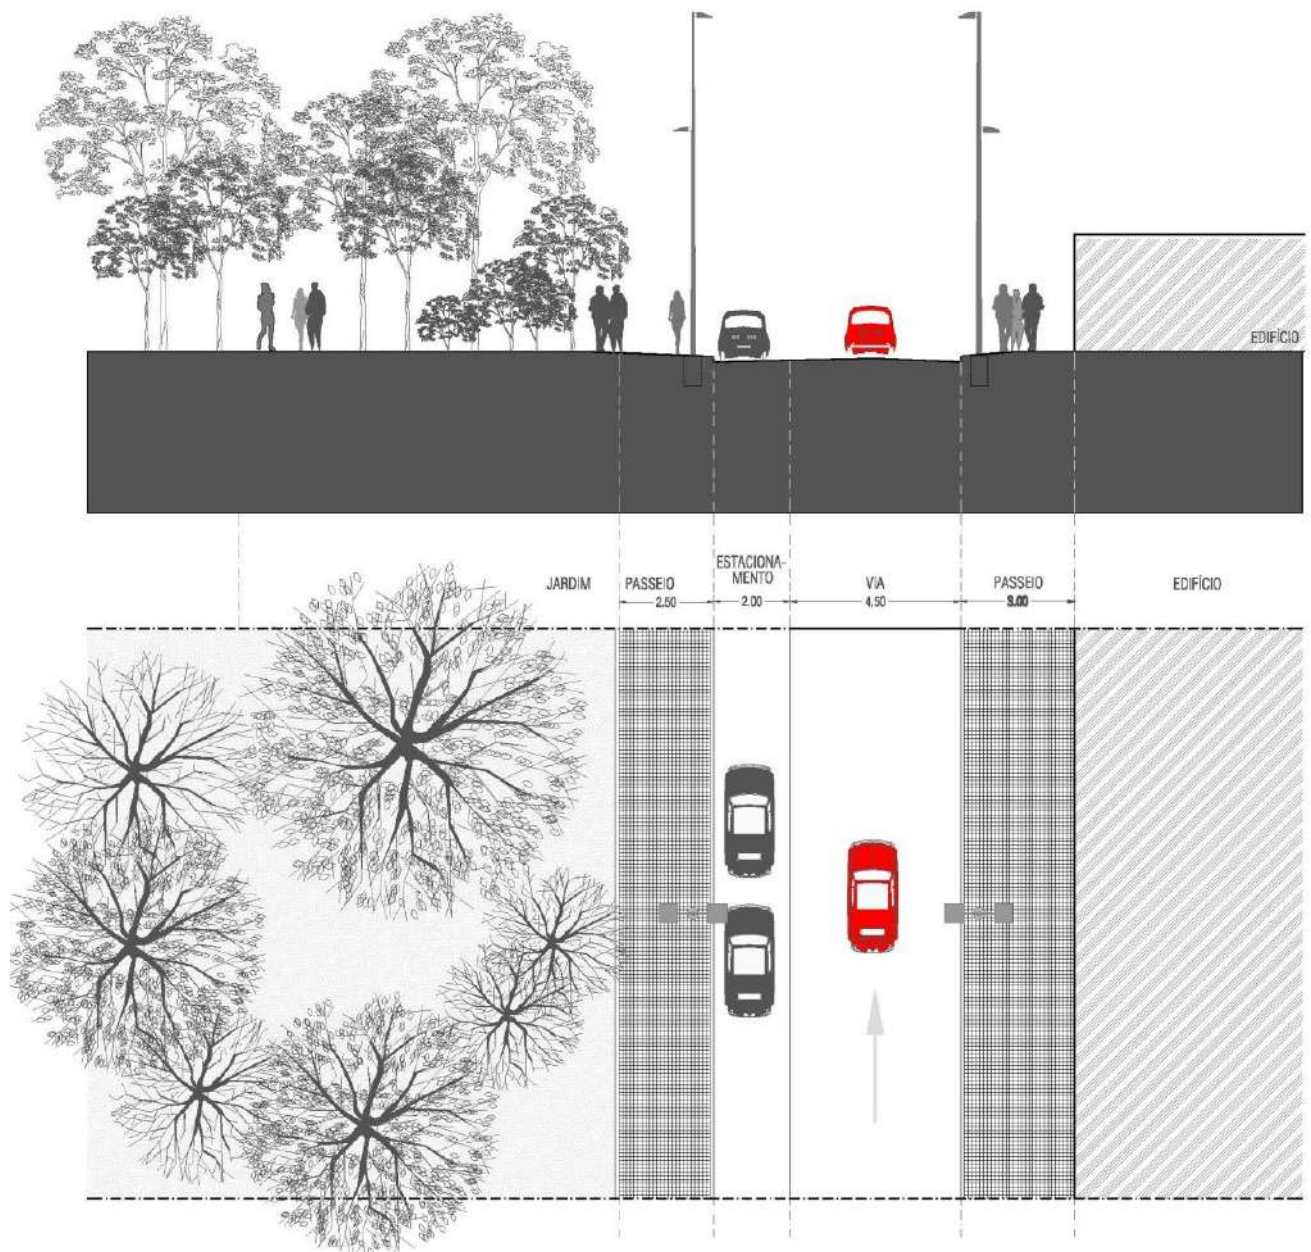 EDIFÍCIO
JARDIM
PASSEIO
2.50
ESTACIONA-
MENTO
2.00
VIA
4.50
PASSEIO
3.00
EDIFÍCIO